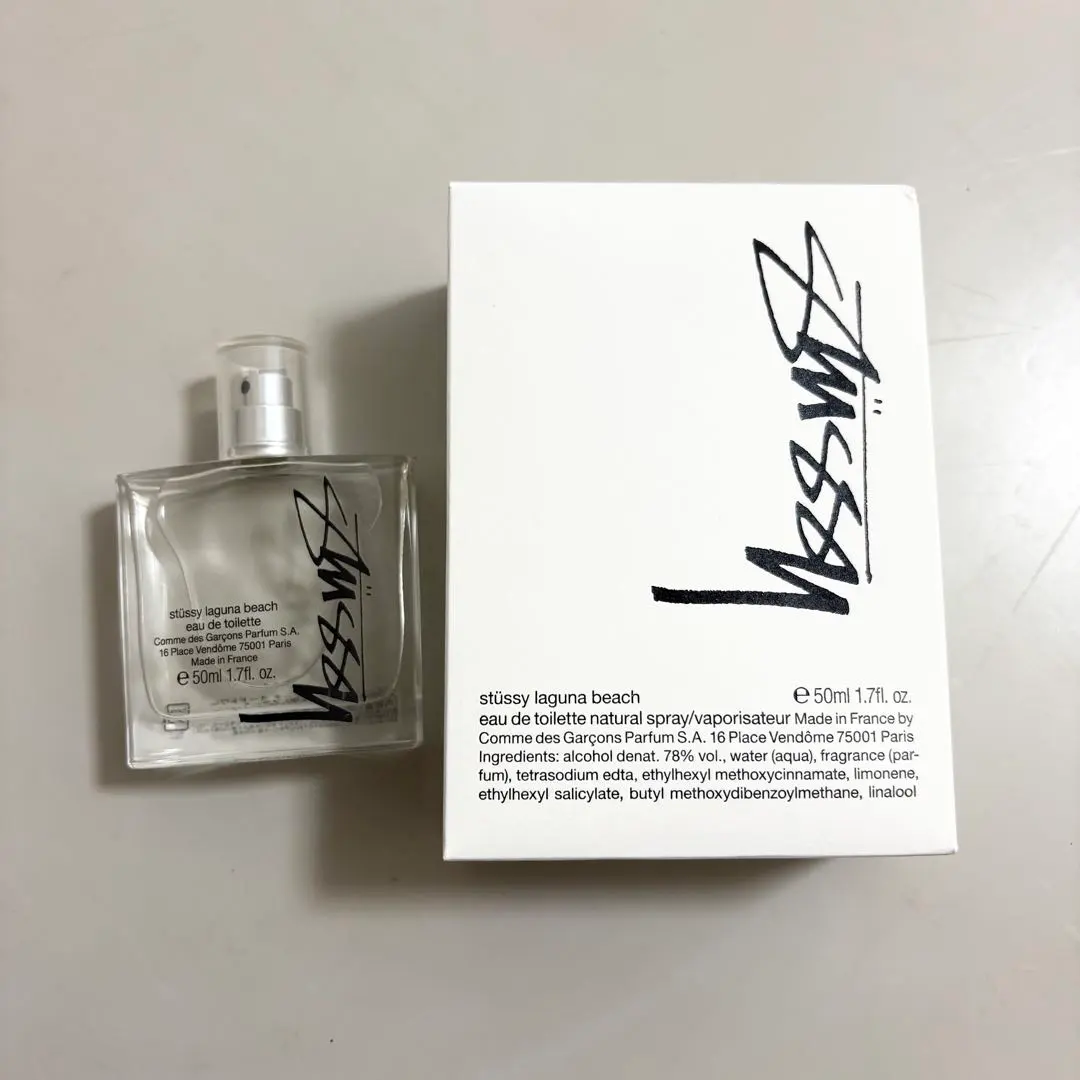 stüssy
stüssy laguna beach
eau de toilette
Comme des Garçons Parfum S.A.
16 Place Vendôme 75001 Paris
Made in France
℮ 50ml 1.7fl. oz.
stüssy
stüssy laguna beach ℮ 50ml 1.7fl. oz.
eau de toilette natural spray/vaporisateur Made in France by
Comme des Garçons Parfum S.A. 16 Place Vendôme 75001 Paris
Ingredients: alcohol denat. 78% vol., water (aqua), fragrance (par-
fum), tetrasodium edta, ethylhexyl methoxycinnamate, limonene,
ethylhexyl salicylate, butyl methoxydibenzoylmethane, linalool